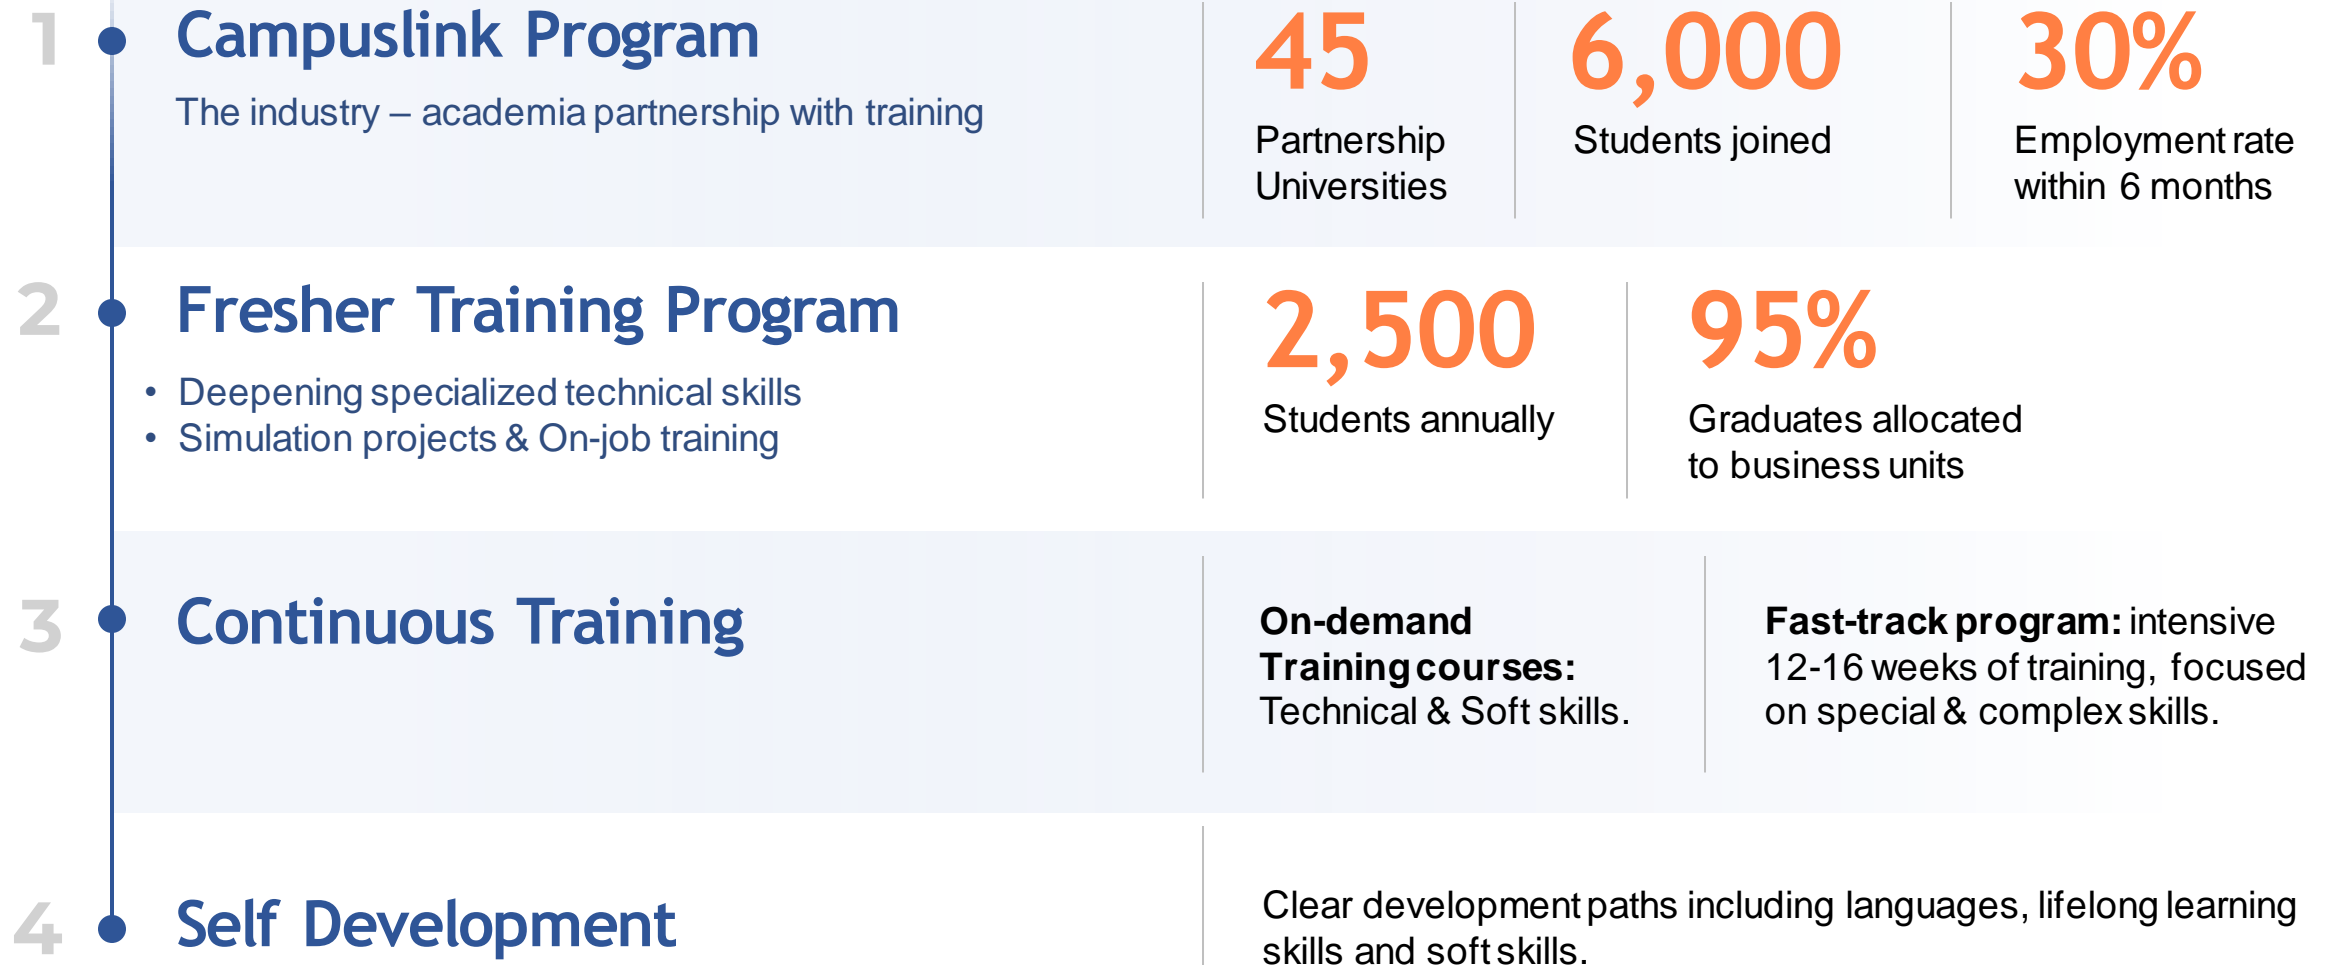 1
Campuslink Program
The industry – academia partnership with training
45
Partnership
Universities
6,000
Students joined
30%
Employment rate
within 6 months
2
Fresher Training Program
• Deepening specialized technical skills
• Simulation projects & On-job training
2,500
Students annually
95%
Graduates allocated
to business units
3
Continuous Training
On-demand
Training courses:
Technical & Soft skills.
Fast-track program: intensive
12-16 weeks of training, focused
on special & complex skills.
4
Self Development
Clear development paths including languages, lifelong learning
skills and soft skills.